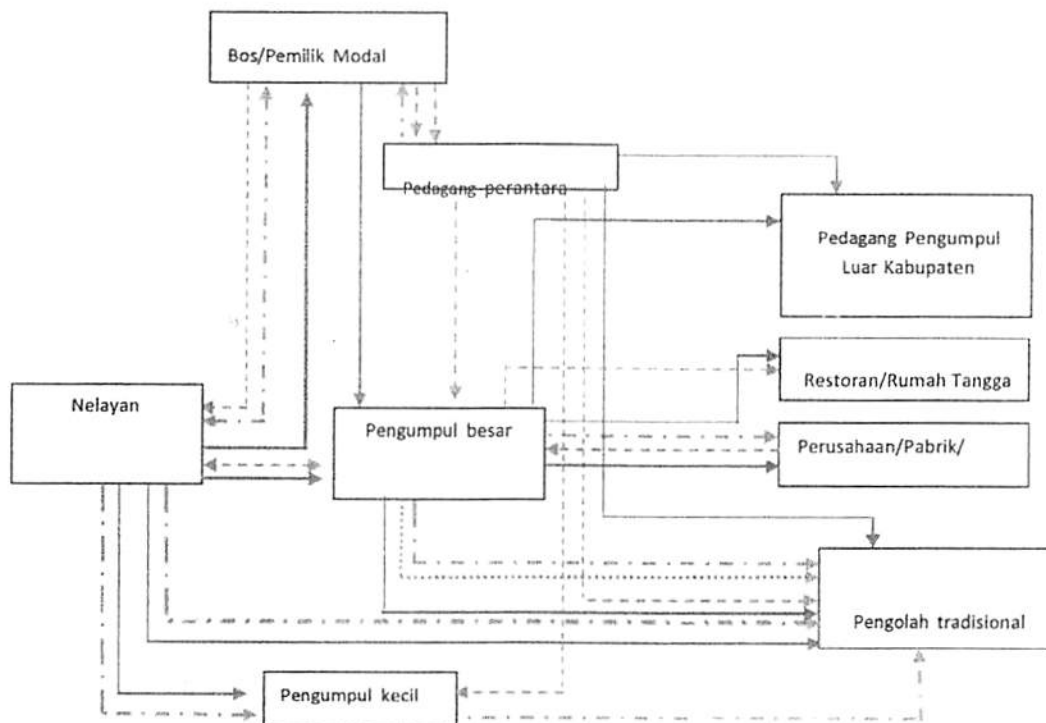 Bos/Pemilik Modal
Pedagang perantara
Pedagang Pengumpul
Luar Kabupaten
Restoran/Rumah Tangga
Nelayan
Pengumpul besar
Perusahaan/Pabrik/
Pengolah tradisional
Pengumpul kecil